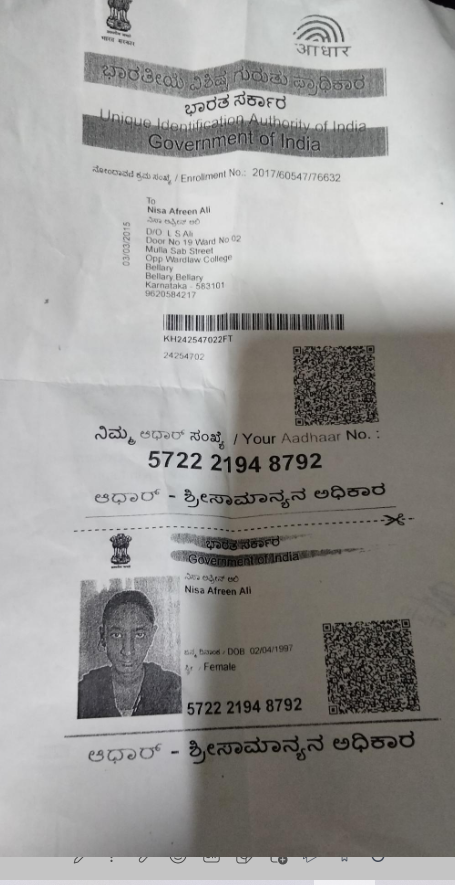 भारत सरकार
आधार
ಭಾರತೀಯ ವಿಶಿಷ್ಟ ಗುರುತು ಪ್ರಾಧಿಕಾರ
ಭಾರತ ಸರ್ಕಾರ
Unique Identification Authority of India
Government of India
ನೋಂದಾವಣೆ ಕ್ರಮ ಸಂಖ್ಯೆ / Enrollment No.: 2017/60547/76632
To
Nisa Afreen Ali
ನಿಸಾ ಅಫ್ರೀನ್ ಅಲಿ
D/O L S Ali
Door No 19 Ward No 02
Mulla Sab Street
Opp Wardlaw College
Bellary
Bellary,Bellary
Karnataka - 583101
9620584217
03/03/2015
KH242547022FT
24254702
ನಿಮ್ಮ ಆಧಾರ್ ಸಂಖ್ಯೆ / Your Aadhaar No. :
5722 2194 8792
ಆಧಾರ್ - ಶ್ರೀಸಾಮಾನ್ಯನ ಅಧಿಕಾರ
ಭಾರತ ಸರ್ಕಾರ
Government of India
ನಿಸಾ ಅಫ್ರೀನ್ ಅಲಿ
Nisa Afreen Ali
ಜನ್ಮ ದಿನಾಂಕ / DOB 02/04/1997
ಸ್ತ್ರೀ / Female
5722 2194 8792
ಆಧಾರ್ - ಶ್ರೀಸಾಮಾನ್ಯನ ಅಧಿಕಾರ